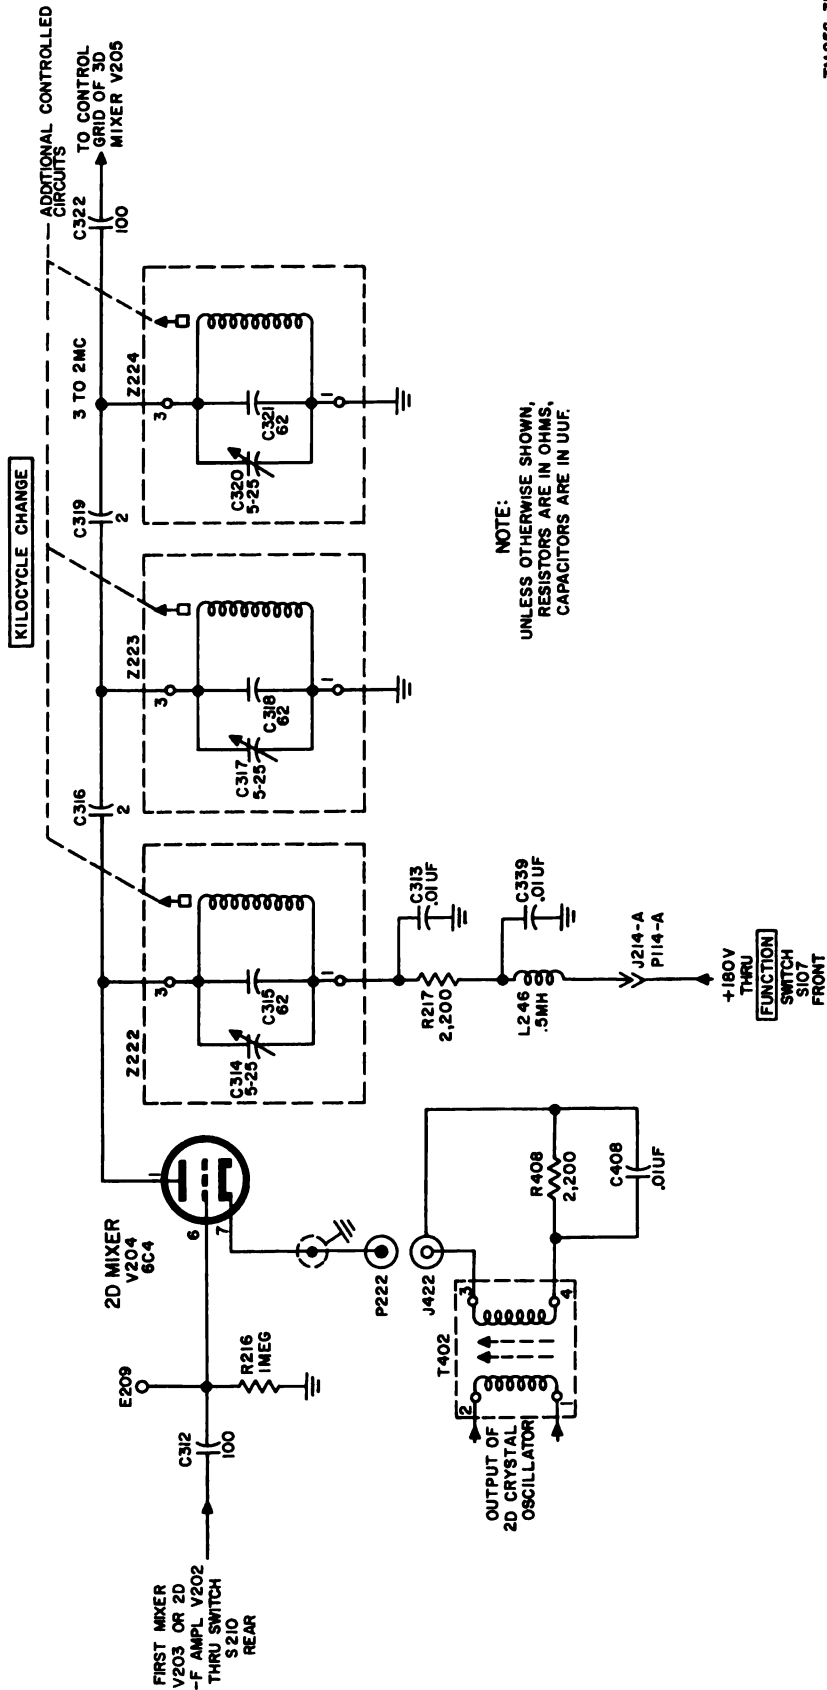 KILOCYCLE CHANGE
ADDITIONAL CONTROLLED
CIRCUITS
C316
2
C319
2
3 TO 2MC
C322
100
TO CONTROL
GRID OF 3D
MIXER V205
2D MIXER
V204
6C4
1
6
7
Z222
3
C314
5-25
C315
62
1
Z223
3
C317
5-25
C318
62
1
Z224
3
C320
5-25
C321
62
1
E209
FIRST MIXER
V203 OR 2D
-F AMPL V202
THRU SWITCH
S210
REAR
C312
100
R216
1MEG
C313
.01UF
R217
2,200
C339
.01UF
L246
.5MH
J214-A
P114-A
+180V
THRU
FUNCTION
SWITCH
S107
FRONT
P222
J422
T402
2
3
1
4
OUTPUT OF
2D CRYSTAL
OSCILLATOR
R408
2,200
C408
.01UF
NOTE:
UNLESS OTHERWISE SHOWN,
RESISTORS ARE IN OHMS,
CAPACITORS ARE IN UUF.